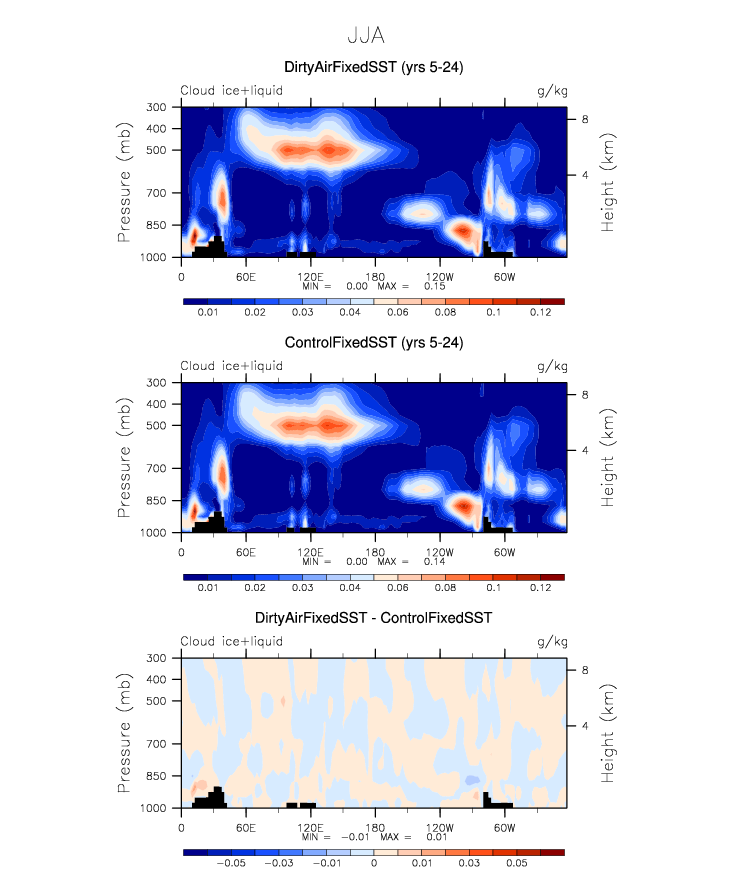 JJA
DirtyAirFixedSST (yrs 5-24)
Cloud ice+liquid g/kg
300
400
500
700
850
1000
Pressure (mb)
8
4
Height (km)
0 60E 120E 180 120W 60W
MIN = 0.00 MAX = 0.15
0.01 0.02 0.03 0.04 0.06 0.08 0.1 0.12
ControlFixedSST (yrs 5-24)
Cloud ice+liquid g/kg
300
400
500
700
850
1000
Pressure (mb)
8
4
Height (km)
0 60E 120E 180 120W 60W
MIN = 0.00 MAX = 0.14
0.01 0.02 0.03 0.04 0.06 0.08 0.1 0.12
DirtyAirFixedSST - ControlFixedSST
Cloud ice+liquid g/kg
300
400
500
700
850
1000
Pressure (mb)
8
4
Height (km)
0 60E 120E 180 120W 60W
MIN = -0.01 MAX = 0.01
-0.05 -0.03 -0.01 0 0.01 0.03 0.05